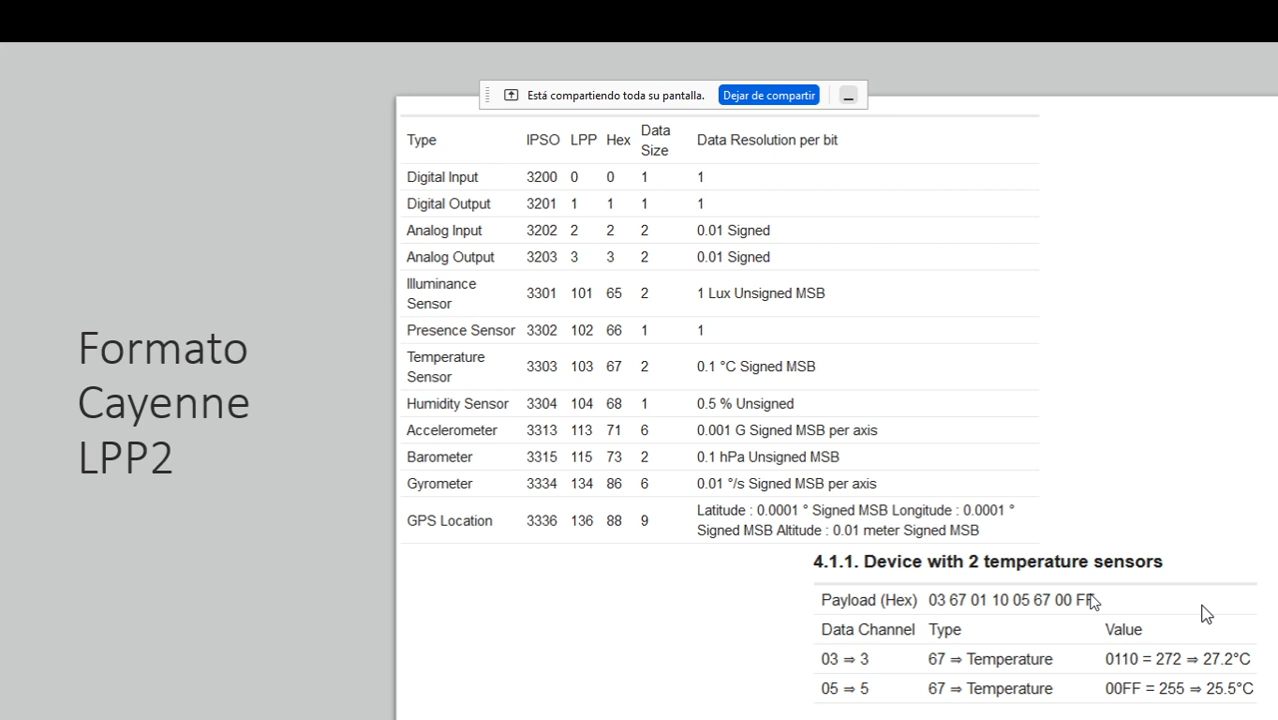 Está compartiendo toda su pantalla. Dejar de compartir
Formato
Cayenne
LPP2
Type IPSO LPP Hex Data Size Data Resolution per bit
Digital Input 3200 0 0 1 1
Digital Output 3201 1 1 1 1
Analog Input 3202 2 2 2 0.01 Signed
Analog Output 3203 3 3 2 0.01 Signed
Illuminance Sensor 3301 101 65 2 1 Lux Unsigned MSB
Presence Sensor 3302 102 66 1 1
Temperature Sensor 3303 103 67 2 0.1 °C Signed MSB
Humidity Sensor 3304 104 68 1 0.5 % Unsigned
Accelerometer 3313 113 71 6 0.001 G Signed MSB per axis
Barometer 3315 115 73 2 0.1 hPa Unsigned MSB
Gyrometer 3334 134 86 6 0.01 °/s Signed MSB per axis
GPS Location 3336 136 88 9 Latitude : 0.0001 ° Signed MSB Longitude : 0.0001 °
Signed MSB Altitude : 0.01 meter Signed MSB
4.1.1. Device with 2 temperature sensors
Payload (Hex) 03 67 01 10 05 67 00 FF
Data Channel Type Value
03 ⇒ 3 67 ⇒ Temperature 0110 = 272 ⇒ 27.2°C
05 ⇒ 5 67 ⇒ Temperature 00FF = 255 ⇒ 25.5°C